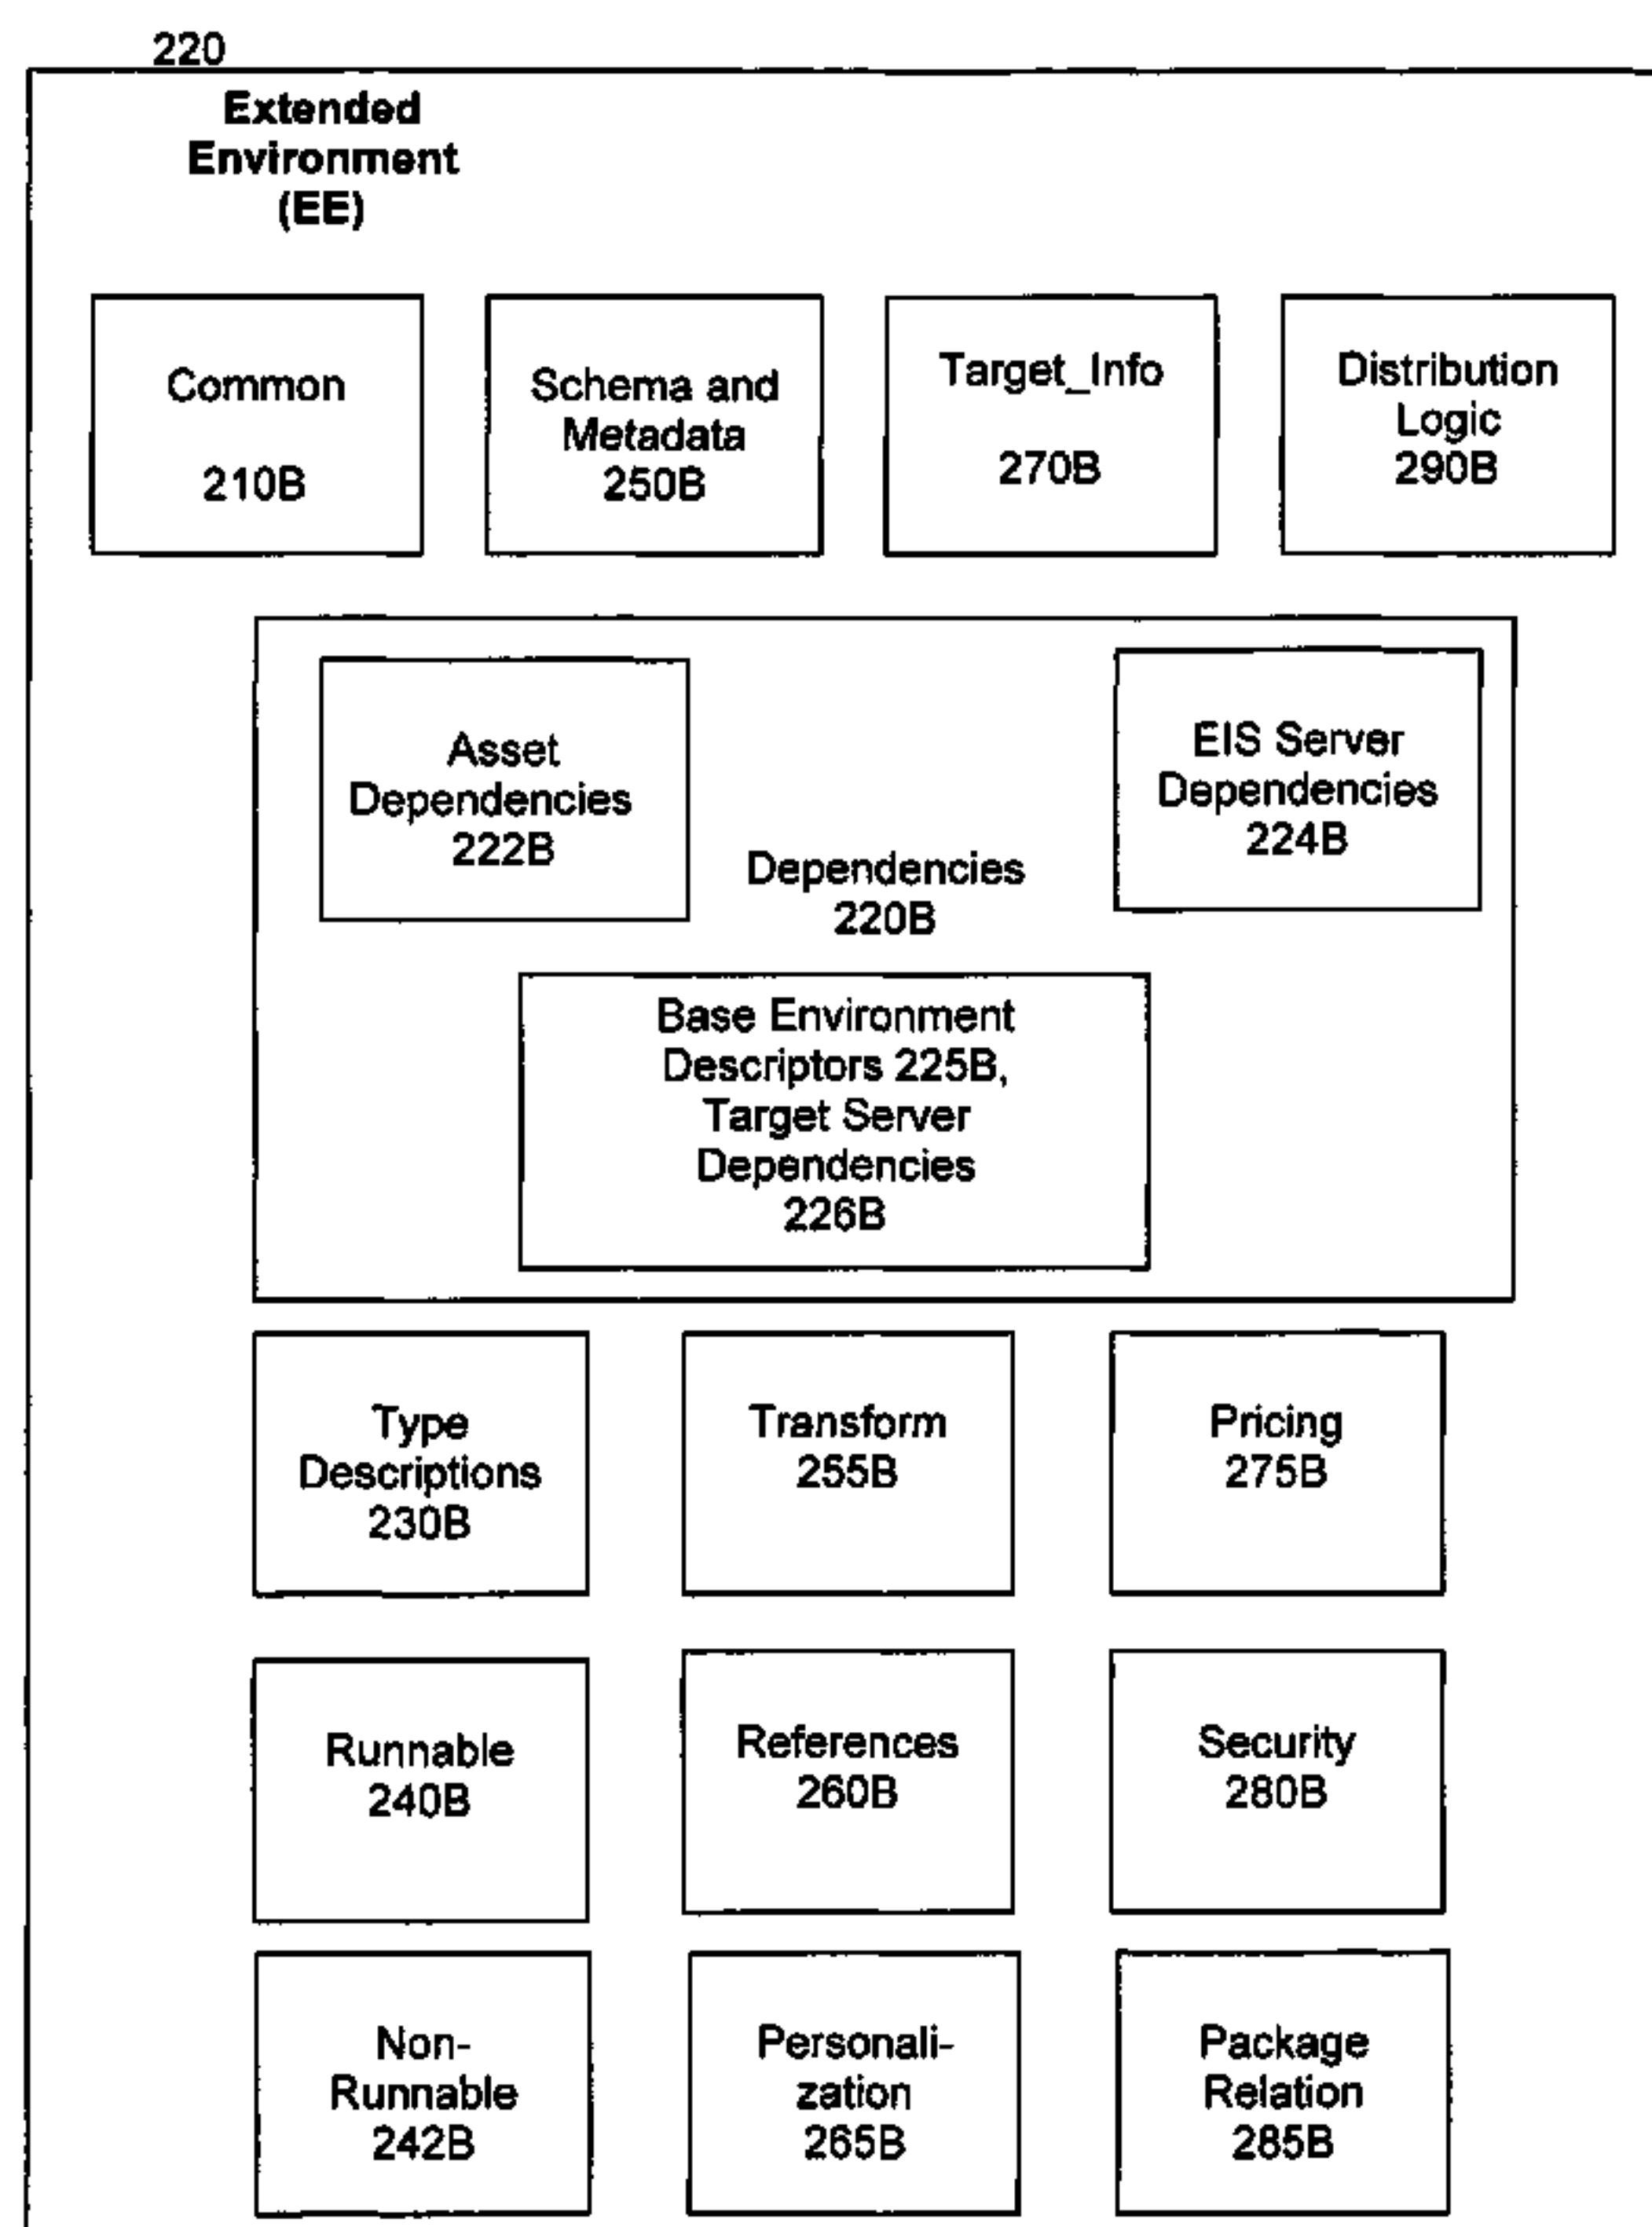 220
Extended
Environment
(EE)
Common
210B
Schema and
Metadata
250B
Target_Info
270B
Distribution
Logic
290B
Asset
Dependencies
222B
EIS Server
Dependencies
224B
Dependencies
220B
Base Environment
Descriptors 225B,
Target Server
Dependencies
226B
Type
Descriptions
230B
Transform
255B
Pricing
275B
Runnable
240B
References
260B
Security
280B
Non-
Runnable
242B
Personali-
zation
265B
Package
Relation
285B